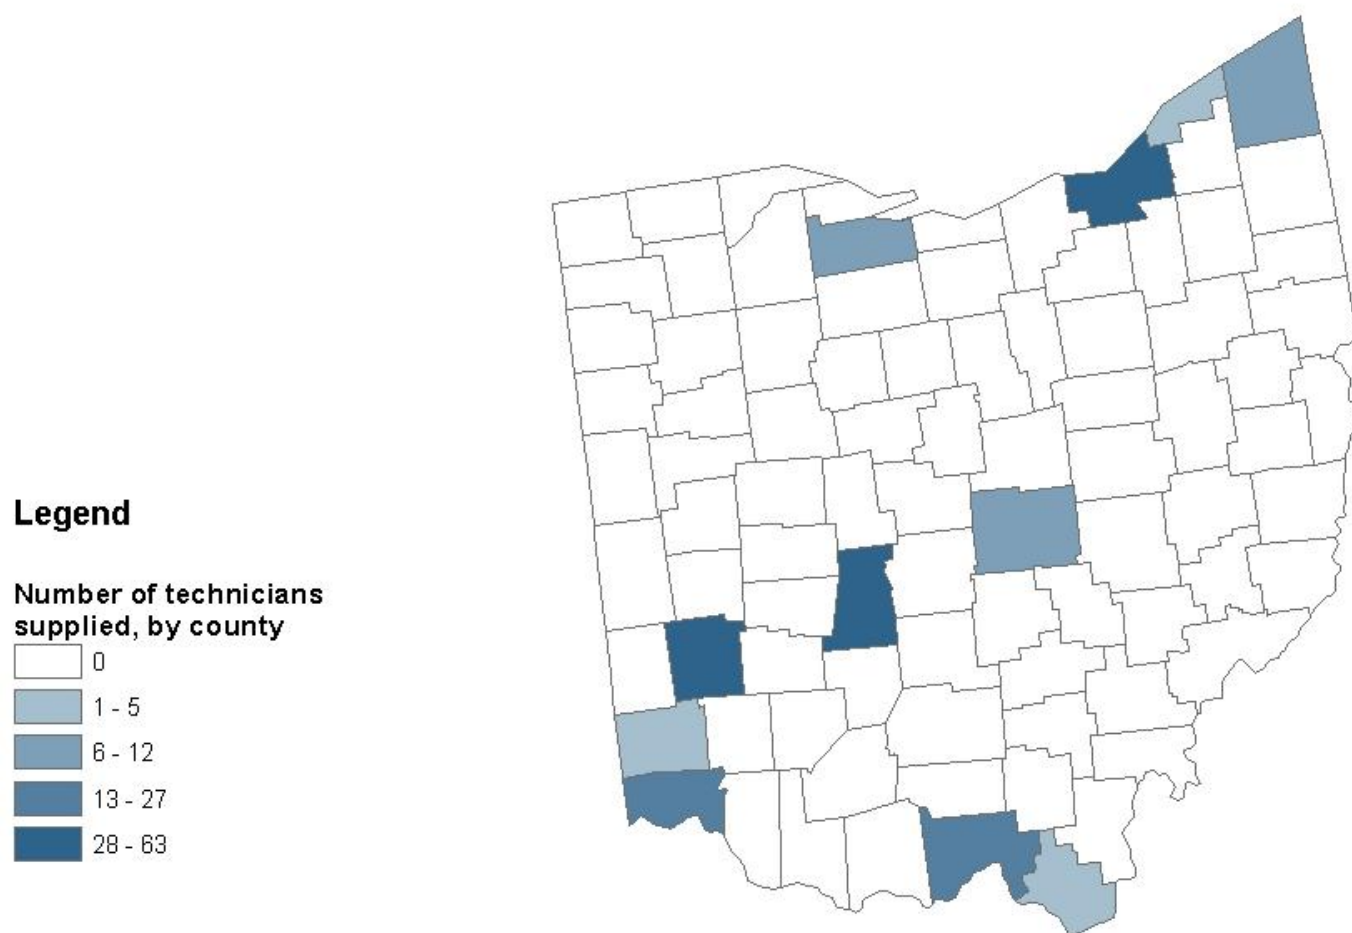 Legend
Number of technicians
supplied, by county
0
1 - 5
6 - 12
13 - 27
28 - 63